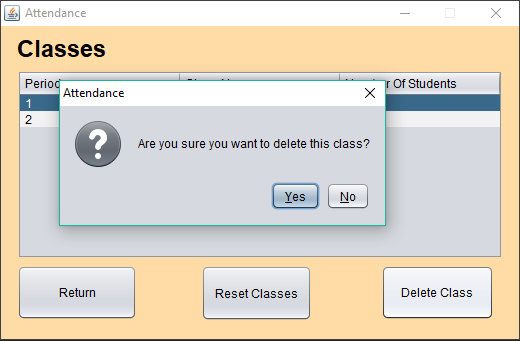 Attendance
Classes
Period Number Of Students
1
2
Attendance
Are you sure you want to delete this class?
Yes No
Return Reset Classes Delete Class